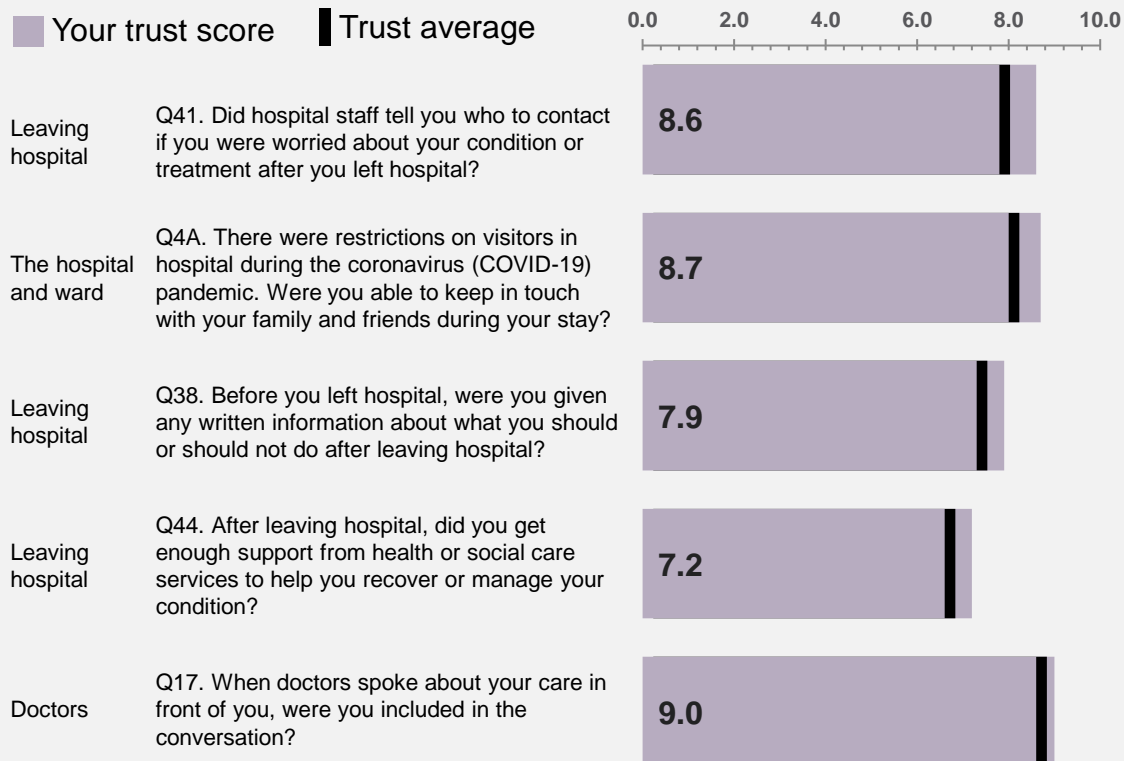 Your trust score
Trust average
0.0 2.0 4.0 6.0 8.0 10.0
Leaving
hospital
Q41. Did hospital staff tell you who to contact
if you were worried about your condition or
treatment after you left hospital?
8.6
The hospital
and ward
Q4A. There were restrictions on visitors in
hospital during the coronavirus (COVID-19)
pandemic. Were you able to keep in touch
with your family and friends during your stay?
8.7
Leaving
hospital
Q38. Before you left hospital, were you given
any written information about what you should
or should not do after leaving hospital?
7.9
Leaving
hospital
Q44. After leaving hospital, did you get
enough support from health or social care
services to help you recover or manage your
condition?
7.2
Doctors
Q17. When doctors spoke about your care in
front of you, were you included in the
conversation?
9.0